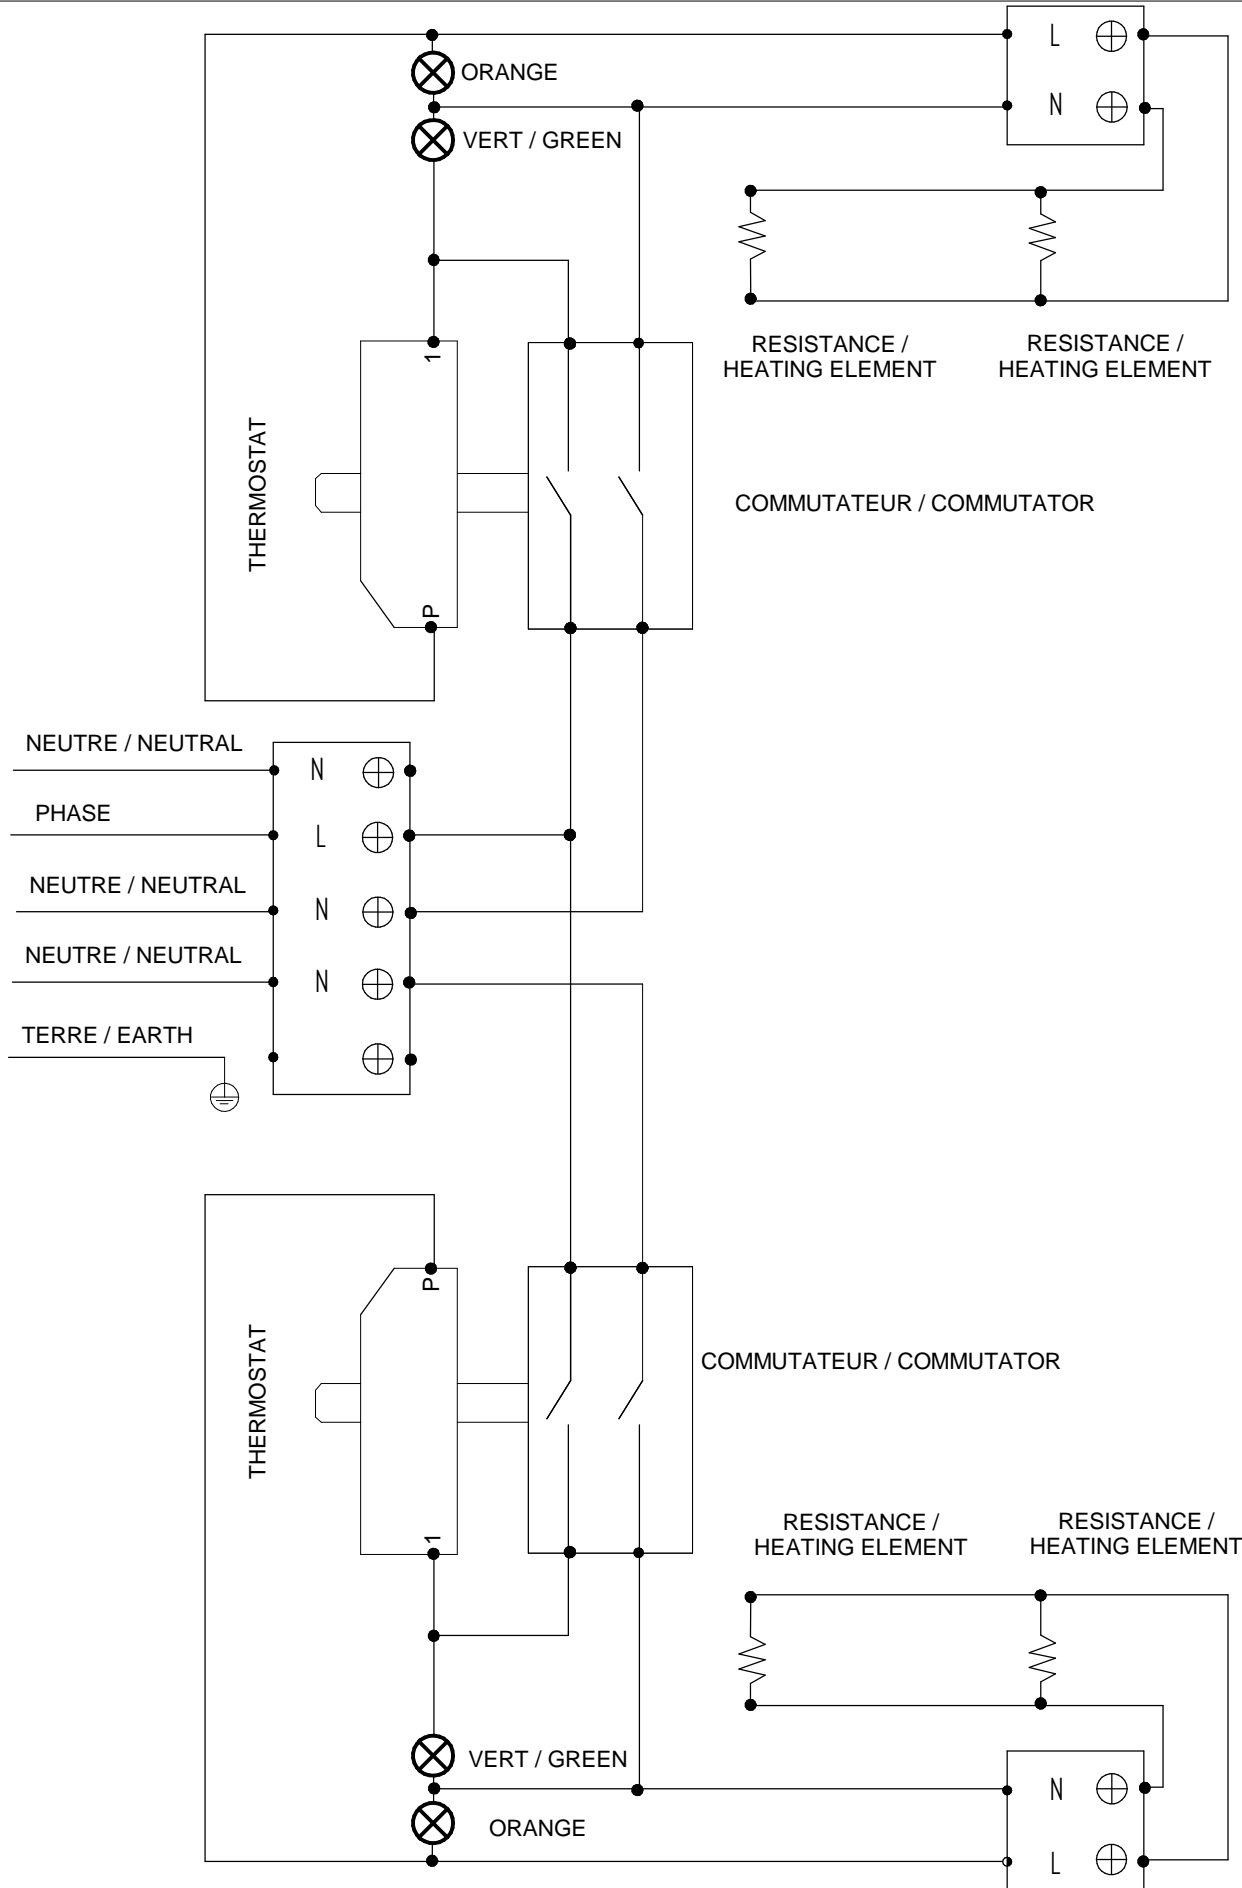 L
ORANGE
N
VERT / GREEN
RESISTANCE /
HEATING ELEMENT
RESISTANCE /
HEATING ELEMENT
1
THERMOSTAT
COMMUTATEUR / COMMUTATOR
P
NEUTRE / NEUTRAL
N
PHASE
L
NEUTRE / NEUTRAL
N
NEUTRE / NEUTRAL
N
TERRE / EARTH
P
THERMOSTAT
COMMUTATEUR / COMMUTATOR
1
RESISTANCE /
HEATING ELEMENT
RESISTANCE /
HEATING ELEMENT
VERT / GREEN
N
ORANGE
L